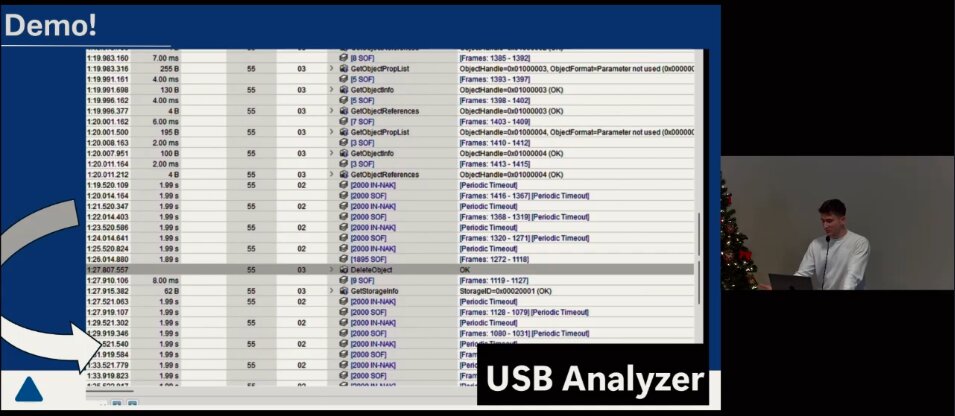 Demo!
1:19.983.160 7.00 ms [8 SOF] [Frames: 1385 - 1392]
1:19.983.316 255 B 55 03 GetObjectPropList ObjectHandle=0x01000003, ObjectFormat=Parameter not used (0x000000
1:19.991.161 4.00 ms [5 SOF] [Frames: 1393 - 1397]
1:19.991.698 130 B 55 03 GetObjectInfo ObjectHandle=0x01000003 (OK)
1:19.996.162 4.00 ms [5 SOF] [Frames: 1398 - 1402]
1:19.996.377 4 B 55 03 GetObjectReferences ObjectHandle=0x01000003 (OK)
1:20.001.162 6.00 ms [7 SOF] [Frames: 1403 - 1409]
1:20.001.500 195 B 55 03 GetObjectPropList ObjectHandle=0x01000004, ObjectFormat=Parameter not used (0x000000
1:20.008.163 2.00 ms [3 SOF] [Frames: 1410 - 1412]
1:20.007.951 100 B 55 03 GetObjectInfo ObjectHandle=0x01000004 (OK)
1:20.011.164 2.00 ms [3 SOF] [Frames: 1413 - 1415]
1:20.011.212 4 B 55 03 GetObjectReferences ObjectHandle=0x01000004 (OK)
1:19.520.109 1.99 s 55 02 [2000 IN-NAK] [Periodic Timeout]
1:20.014.164 1.99 s [2000 SOF] [Frames: 1416 - 1367] [Periodic Timeout]
1:21.520.347 1.99 s 55 02 [2000 IN-NAK] [Periodic Timeout]
1:22.014.403 1.99 s [2000 SOF] [Frames: 1368 - 1319] [Periodic Timeout]
1:23.520.586 1.99 s 55 02 [2000 IN-NAK] [Periodic Timeout]
1:24.014.641 1.99 s [2000 SOF] [Frames: 1320 - 1271] [Periodic Timeout]
1:25.520.824 1.99 s 55 02 [2000 IN-NAK] [Periodic Timeout]
1:26.014.880 1.89 s [1895 SOF] [Frames: 1272 - 1118]
1:27.807.557 55 03 DeleteObject OK
1:27.910.106 8.00 ms [9 SOF] [Frames: 1119 - 1127]
1:27.915.382 62 B 55 03 GetStorageInfo StorageID=0x00020001 (OK)
1:27.521.063 1.99 s 55 02 [2000 IN-NAK] [Periodic Timeout]
1:27.919.107 1.99 s [2000 SOF] [Frames: 1128 - 1079] [Periodic Timeout]
1:29.521.302 1.99 s 55 02 [2000 IN-NAK] [Periodic Timeout]
1:29.919.346 1.99 s [2000 SOF] [Frames: 1080 - 1031] [Periodic Timeout]
521.540 1.99 s 55 02 [2000 IN-NAK]
1.919.584 1.99 s [2000 SOF]
1:33.521.779 1.99 s 55 02 [2000 IN-NAK]
1:33.919.823 1.99 s [2000 SOF]
USB Analyzer